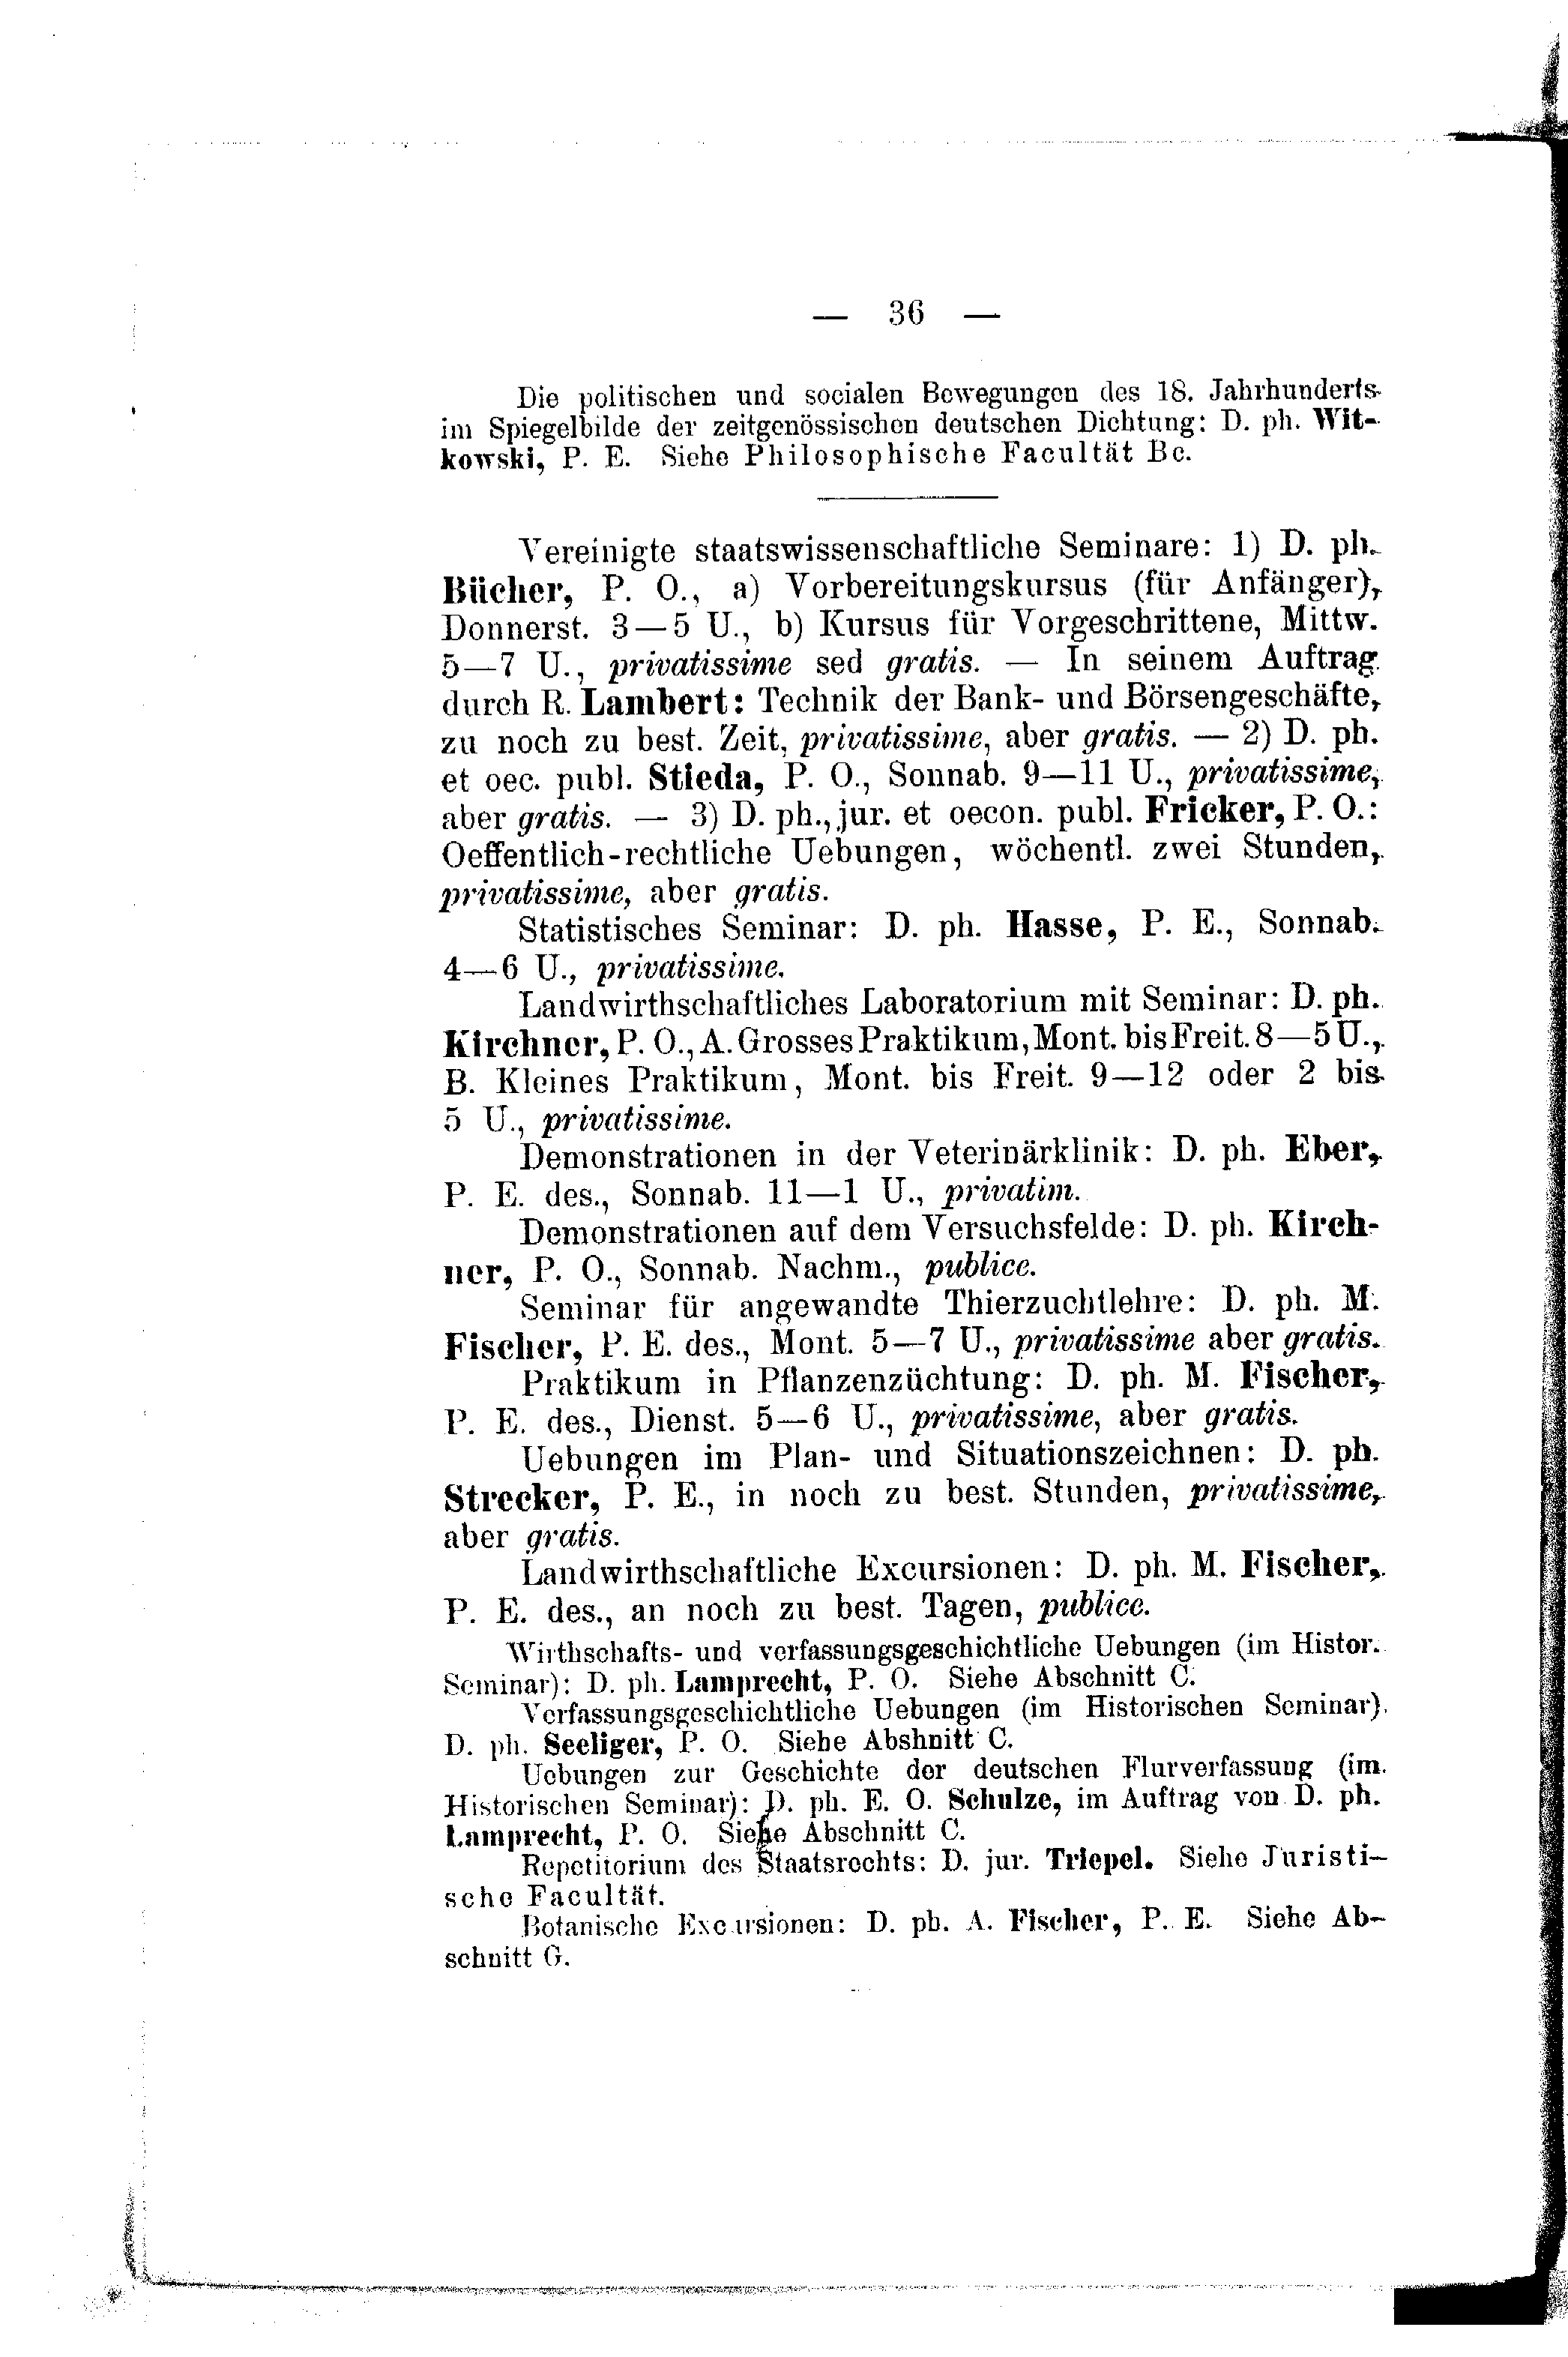 — 36 —
Die politischen und socialen Bewegungen des 18. Jahrhunderts
im Spiegelbilde der zeitgenössischen deutschen Dichtung: D. ph. Wit-
kowski, P. E. Siehe Philosophische Facultät Bc.
Vereinigte staatswissenschaftliche Seminare: 1) D. ph.
Bücher, P. O., a) Vorbereitungskursus (für Anfänger),
Donnerst. 3—5 U., b) Kursus für Vorgeschrittene, Mittw.
5—7 U., privatissime sed gratis. — In seinem Auftrag
durch R. Lambert: Technik der Bank- und Börsengeschäfte,
zu noch zu best. Zeit, privatissime, aber gratis. — 2) D. ph.
et oec. publ. Stieda, P. O., Sonnab. 9—11 U., privatissime,
aber gratis. — 3) D. ph., jur. et oecon. publ. Fricker, P. O.:
Oeffentlich-rechtliche Uebungen, wöchentl. zwei Stunden,
privatissime, aber gratis.
Statistisches Seminar: D. ph. Hasse, P. E., Sonnab.
4—6 U., privatissime.
Landwirthschaftliches Laboratorium mit Seminar: D. ph.
Kirchner, P. O., A. Grosses Praktikum, Mont. bis Freit. 8—5 U.,
B. Kleines Praktikum, Mont. bis Freit. 9—12 oder 2 bis
5 U., privatissime.
Demonstrationen in der Veterinärklinik: D. ph. Eber,
P. E. des., Sonnab. 11—1 U., privatim.
Demonstrationen auf dem Versuchsfelde: D. ph. Kirch-
ner, P. O., Sonnab. Nachm., publice.
Seminar für angewandte Thierzuchtlehre: D. ph. M.
Fischer, P. E. des., Mont. 5—7 U., privatissime aber gratis.
Praktikum in Pflanzenzüchtung: D. ph. M. Fischer,
P. E. des., Dienst. 5—6 U., privatissime, aber gratis.
Uebungen im Plan- und Situationszeichnen: D. ph.
Strecker, P. E., in noch zu best. Stunden, privatissime,
aber gratis.
Landwirthschaftliche Excursionen: D. ph. M. Fischer,
P. E. des., an noch zu best. Tagen, publice.
Wirthschafts- und verfassungsgeschichtliche Uebungen (im Histor.
Seminar): D. ph. Lamprecht, P. O. Siehe Abschnitt C.
Verfassungsgeschichtliche Uebungen (im Historischen Seminar).
D. ph. Seeliger, P. O. Siehe Abshnitt C.
Uebungen zur Geschichte der deutschen Flurverfassung (im
Historischen Seminar): D. ph. E. O. Schulze, im Auftrag von D. ph.
Lamprecht, P. O. Siehe Abschnitt C.
Repetitorium des Staatsrechts: D. jur. Triepel. Siehe Juristi-
sche Facultät.
Botanische Excursionen: D. ph. A. Fischer, P. E. Siehe Ab-
schnitt G.